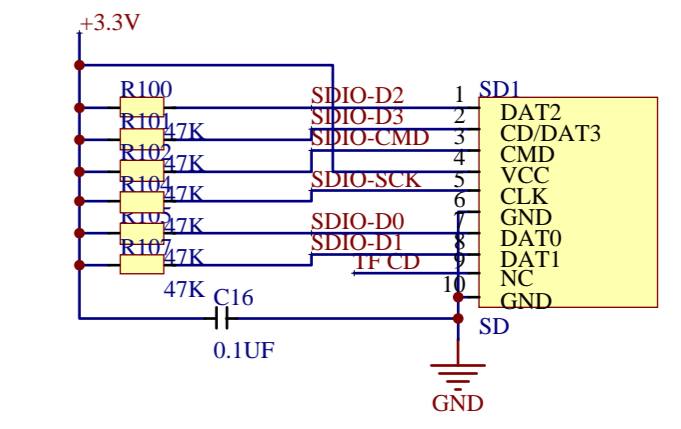 +3.3V
R100
47K
R101
47K
R102
47K
R104
47K
R105
47K
R107
47K
C16
0.1UF
SDIO-D2
SDIO-D3
SDIO-CMD
SDIO-SCK
SDIO-D0
SDIO-D1
TF CD
SD1
1 DAT2
2 CD/DAT3
3 CMD
4 VCC
5 CLK
6 GND
7 DAT0
8 DAT1
9 NC
10 GND
SD
GND